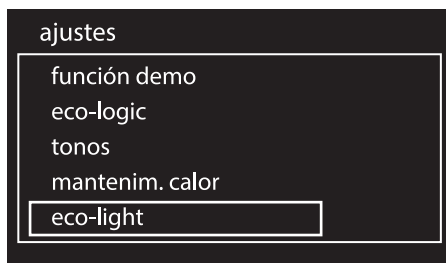 ajustes
función demo
eco-logic
tonos
mantenim. calor
eco-light